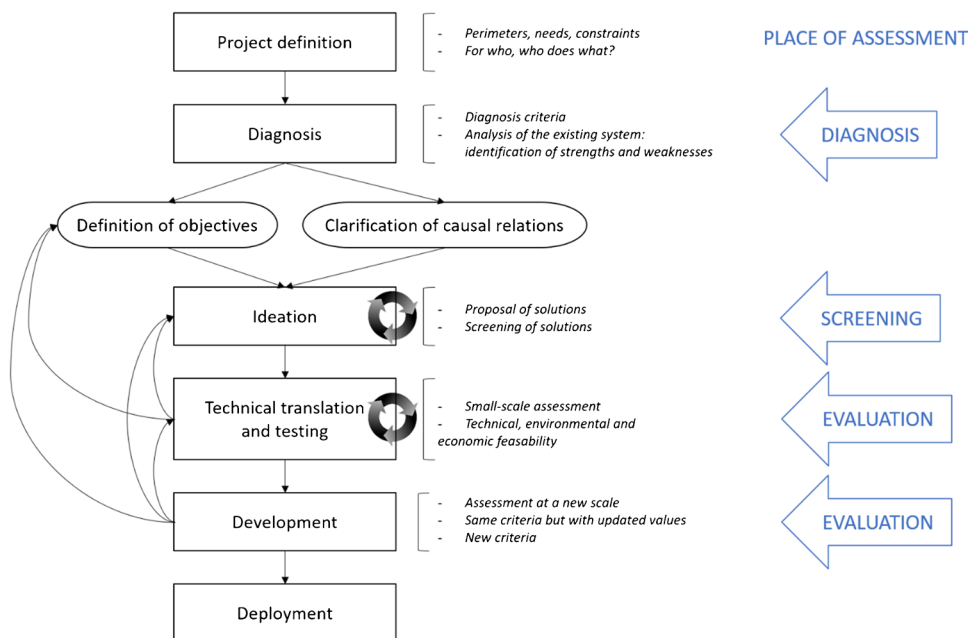 Project definition
- Perimeters, needs, constraints
- For who, who does what?
PLACE OF ASSESSMENT
Diagnosis
- Diagnosis criteria
- Analysis of the existing system:
identification of strengths and weaknesses
DIAGNOSIS
Definition of objectives
Clarification of causal relations
Ideation
- Proposal of solutions
- Screening of solutions
SCREENING
Technical translation
and testing
- Small-scale assessment
- Technical, environmental and
economic feasability
EVALUATION
Development
- Assessment at a new scale
- Same criteria but with updated values
- New criteria
EVALUATION
Deployment